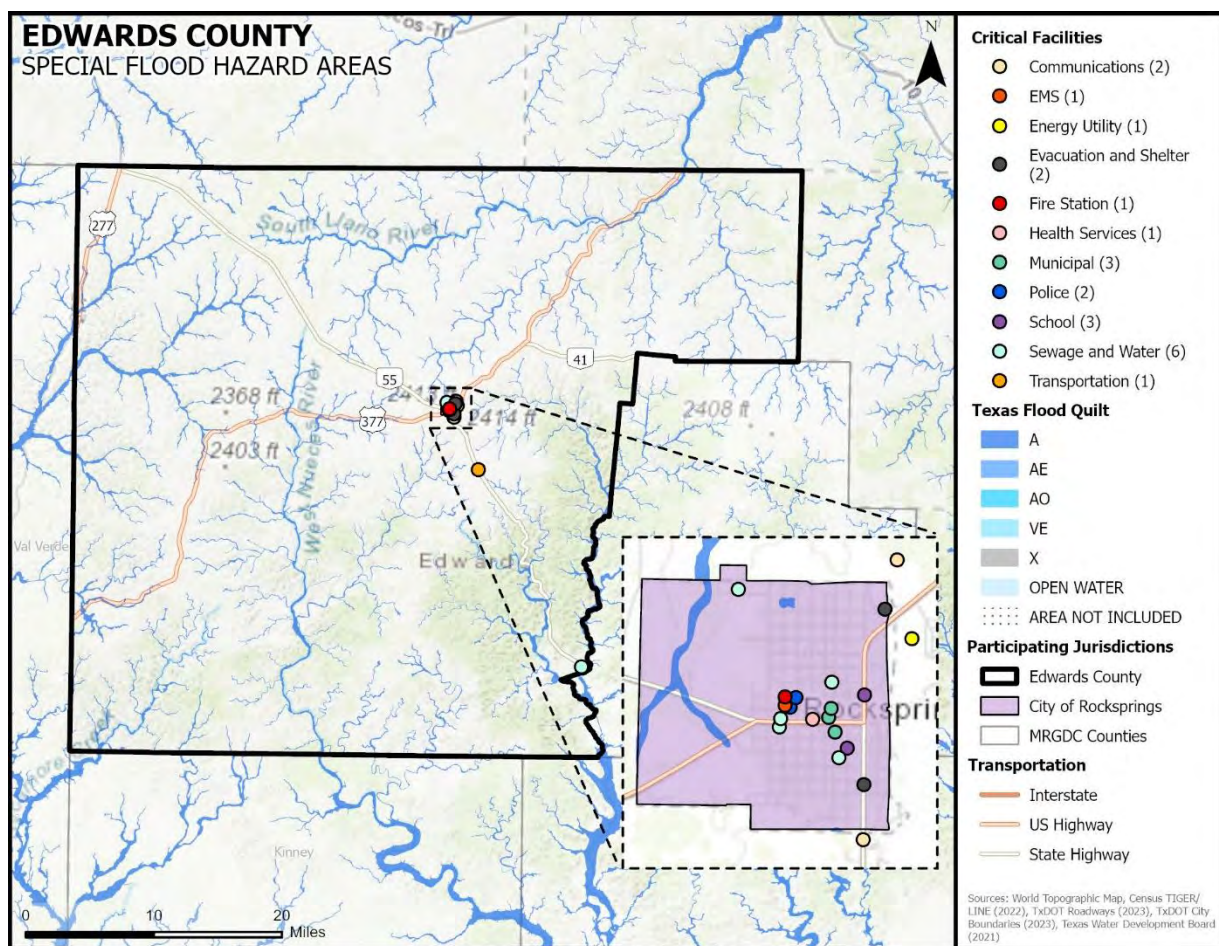 EDWARDS COUNTY
SPECIAL FLOOD HAZARD AREAS
N
10
277
South Llano River
55
41
2368 ft
377
2414 ft
2408 ft
2403 ft
West Nueces River
Val Verde
Edward
Rockspri
Kinney
0 10 20
Miles
Critical Facilities
Communications (2)
EMS (1)
Energy Utility (1)
Evacuation and Shelter
(2)
Fire Station (1)
Health Services (1)
Municipal (3)
Police (2)
School (3)
Sewage and Water (6)
Transportation (1)
Texas Flood Quilt
A
AE
AO
VE
X
OPEN WATER
AREA NOT INCLUDED
Participating Jurisdictions
Edwards County
City of Rocksprings
MRGDC Counties
Transportation
Interstate
US Highway
State Highway
Sources: World Topographic Map, Census TIGER/
LINE (2022), TxDOT Roadways (2023), TxDOT City
Boundaries (2023), Texas Water Development Board
(2021)